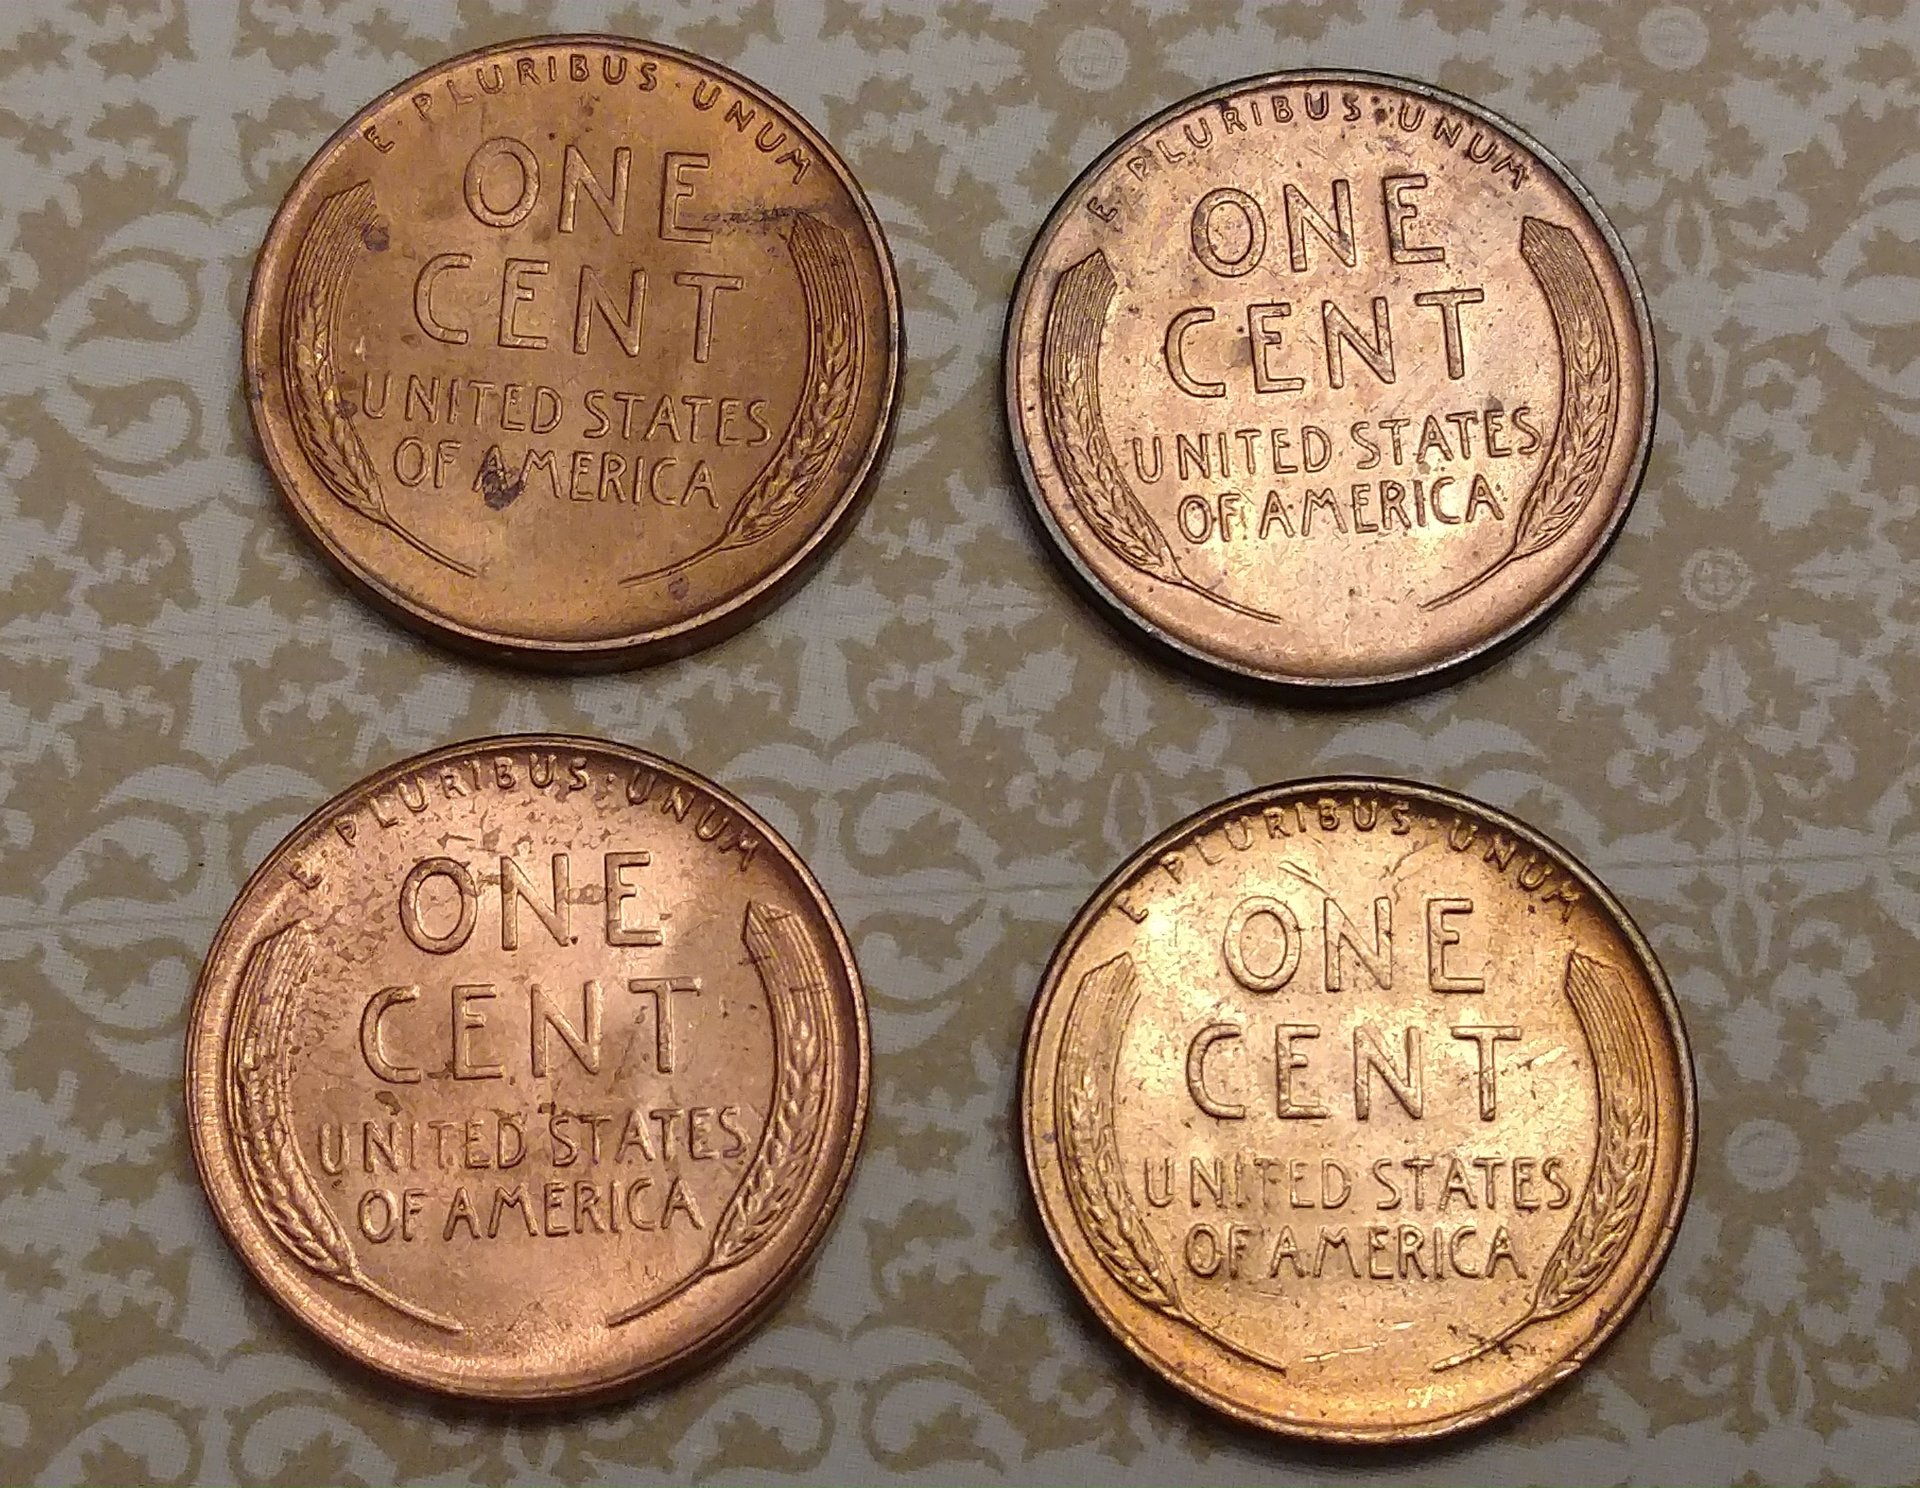 E · PLURIBUS · UNUM
ONE
CENT
UNITED STATES
OF AMERICA
E PLURIBUS · UNUM
ONE
CENT
UNITED STATES
OF AMERICA
E · PLURIBUS · UNUM
ONE
CENT
UNITED STATES
OF AMERICA
E PLURIBUS · UNUM
ONE
CENT
UNITED STATES
OF AMERICA